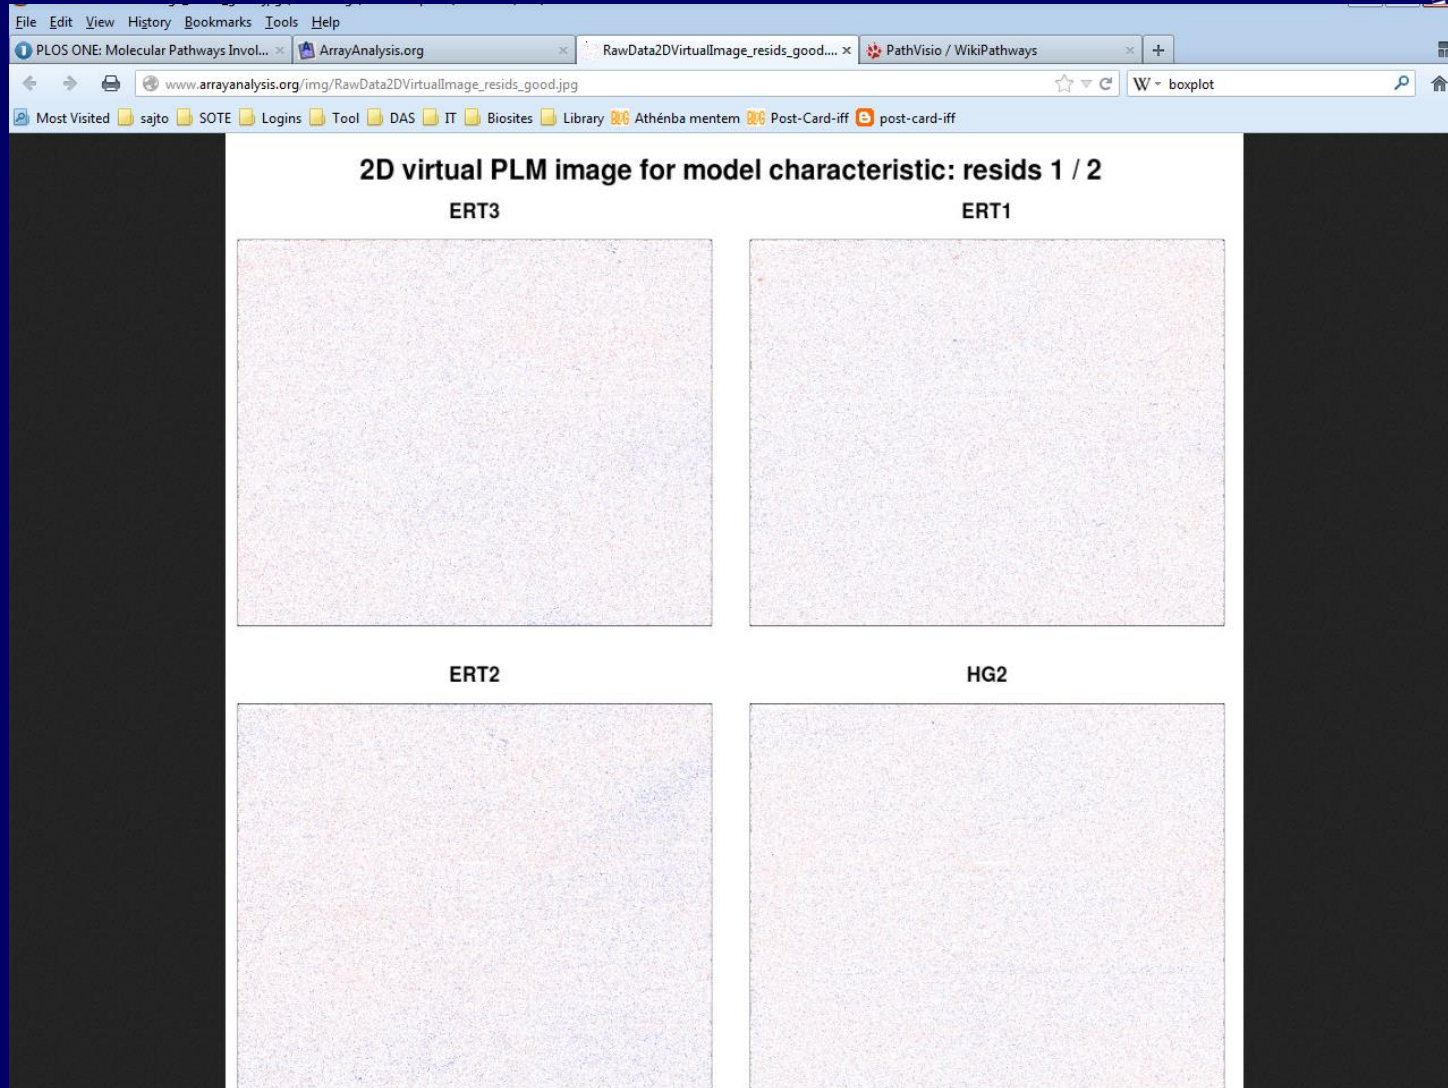 File Edit View History Bookmarks Tools Help
PLOS ONE: Molecular Pathways Invol... ArrayAnalysis.org RawData2DVirtualImage_resids_good.... PathVisio / WikiPathways
www.arrayanalysis.org/img/RawData2DVirtualImage_resids_good.jpg W boxplot
Most Visited sajto SOTE Logins Tool DAS IT Biosites Library BLOG Athénba mentem BLOG Post-Card-iff post-card-iff
2D virtual PLM image for model characteristic: resids 1 / 2
ERT3 ERT1
ERT2 HG2